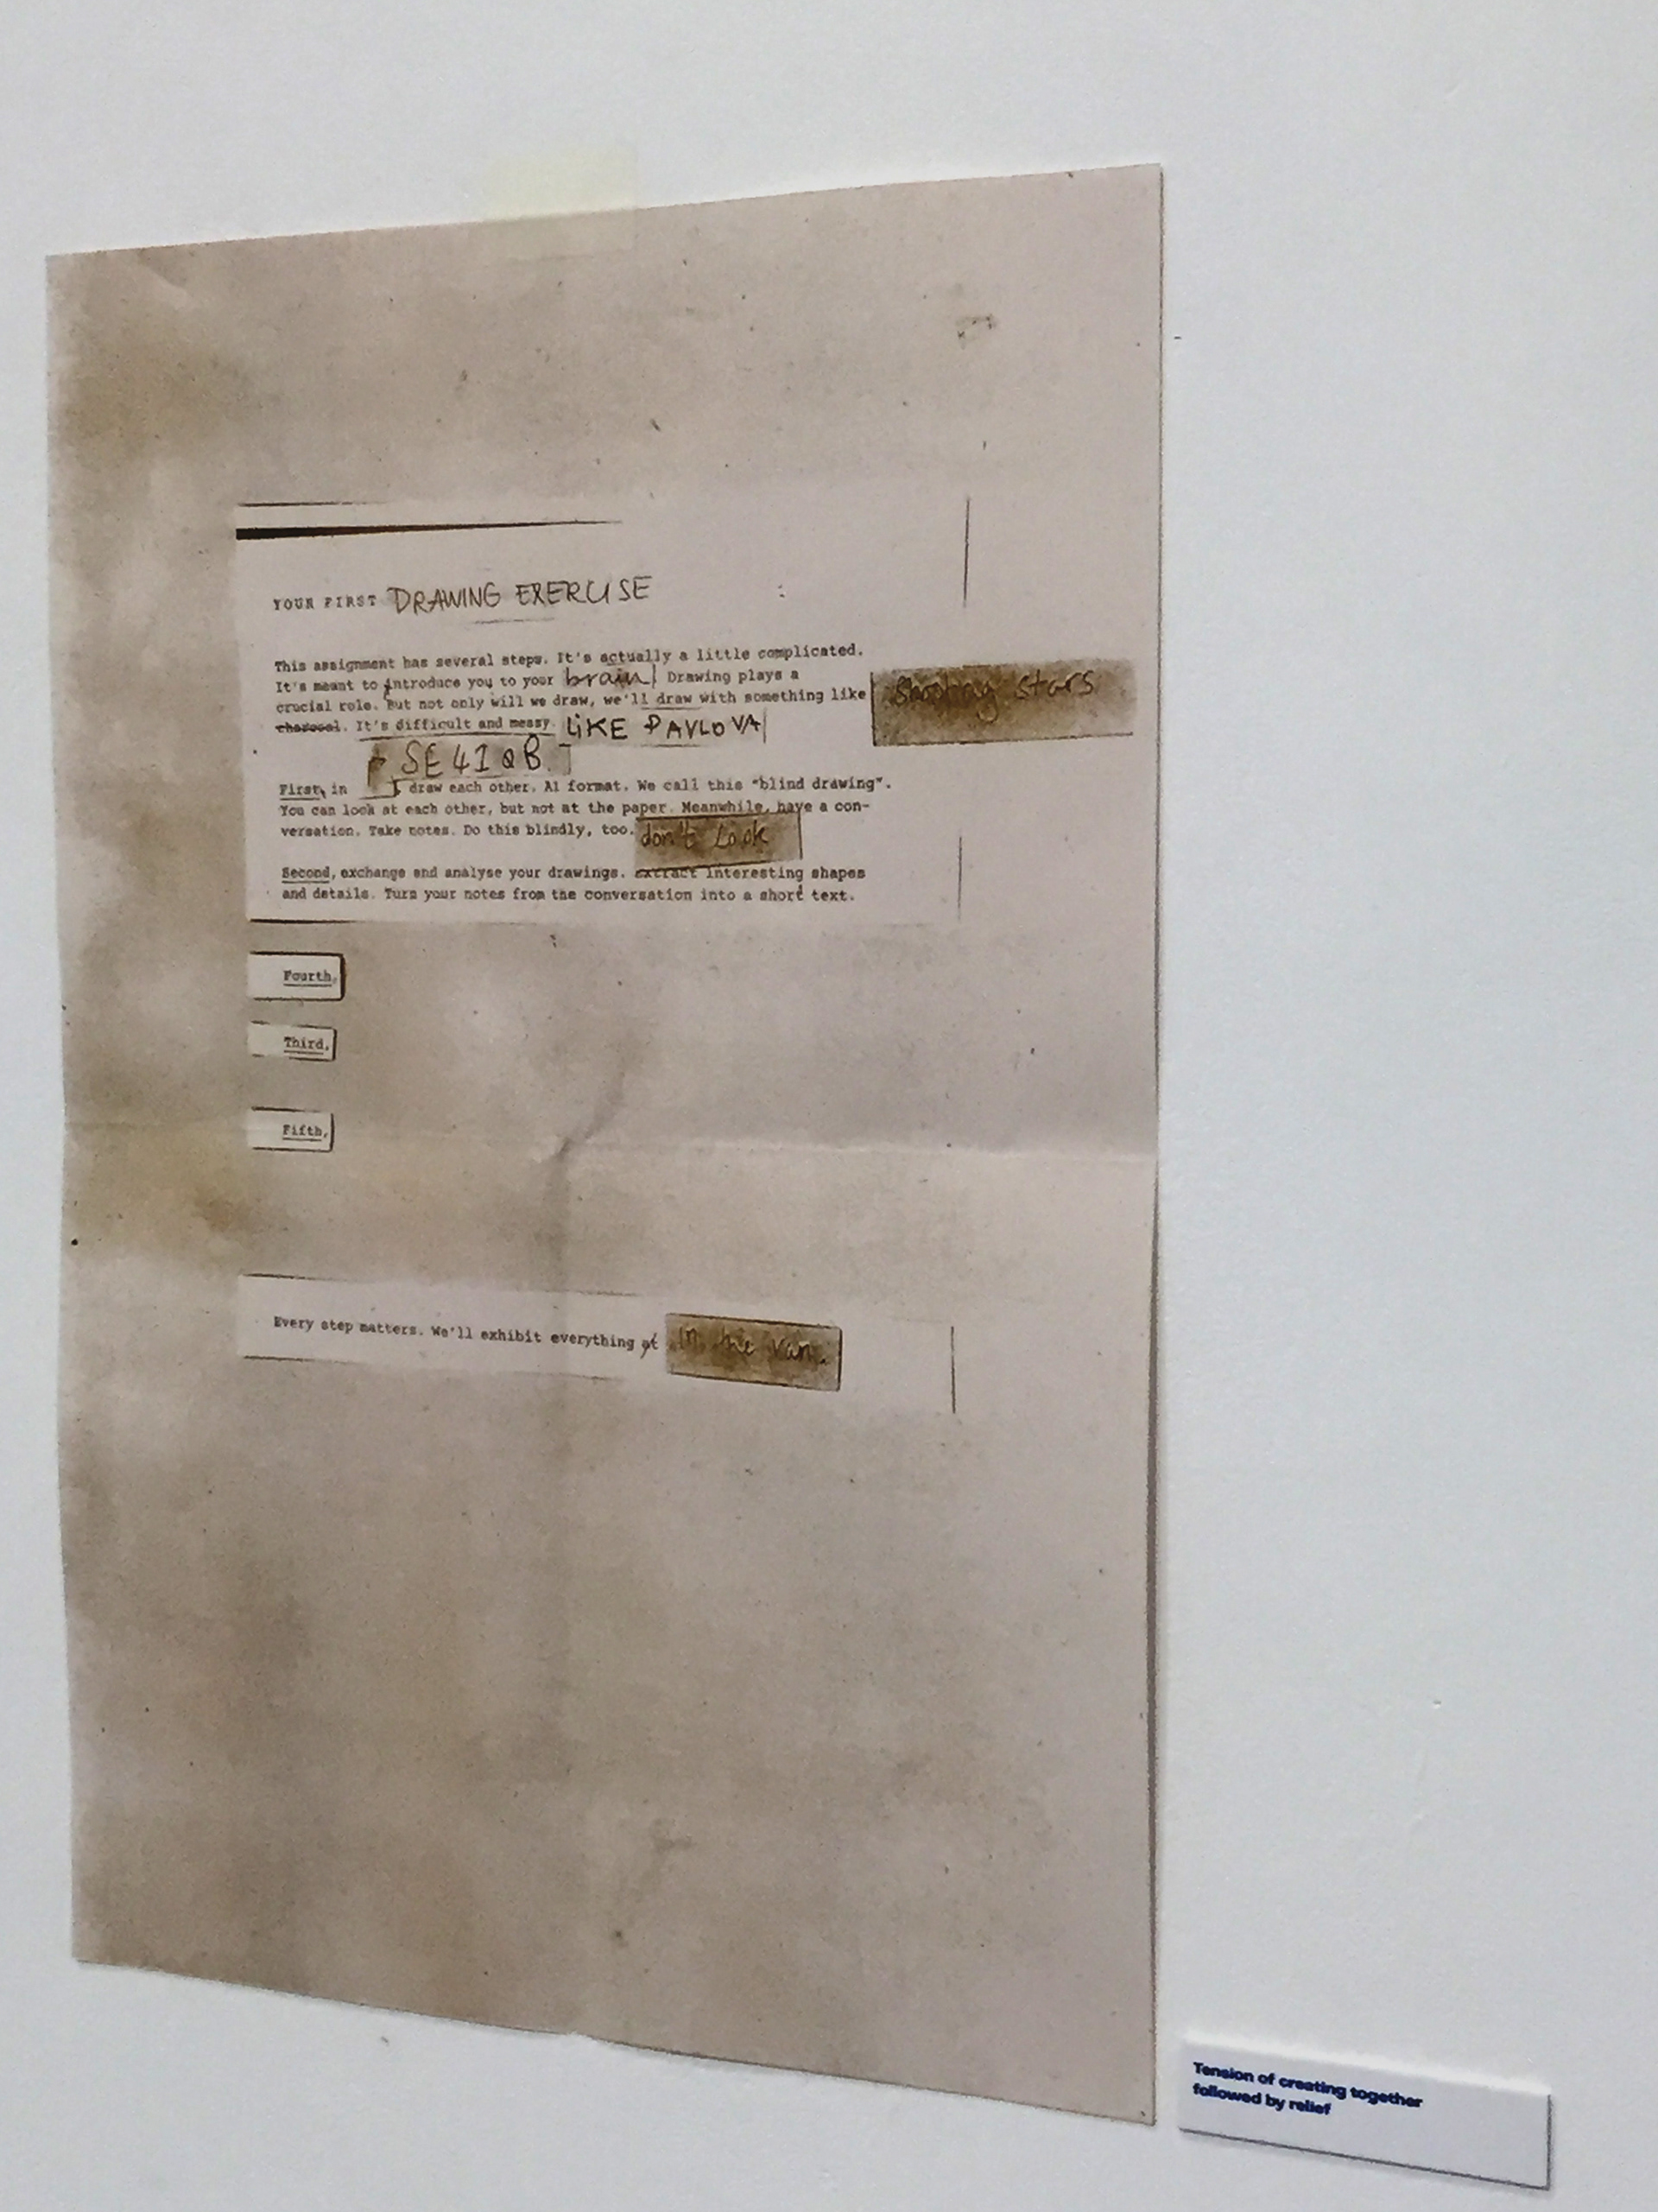 YOUR FIRST DRAWING EXERCISE
This assignment has several steps. It's actually a little complicated.
It's meant to introduce you to your brain Drawing plays a
crucial role. But not only will we draw, we'll draw with something like shooting stars
charcoal. It's difficult and messy. LIKE PAVLOVA
SE41QB
First, in draw each other. A1 format. We call this "blind drawing".
You can look at each other, but not at the paper. Meanwhile, have a con-
versation. Take notes. Do this blindly, too. don't Look
Second, exchange and analyse your drawings. extract interesting shapes
and details. Turn your notes from the conversation into a short text.
Fourth,
Third,
Fifth,
Every step matters. We'll exhibit everything at in the van.
Tension of creating together
followed by relief